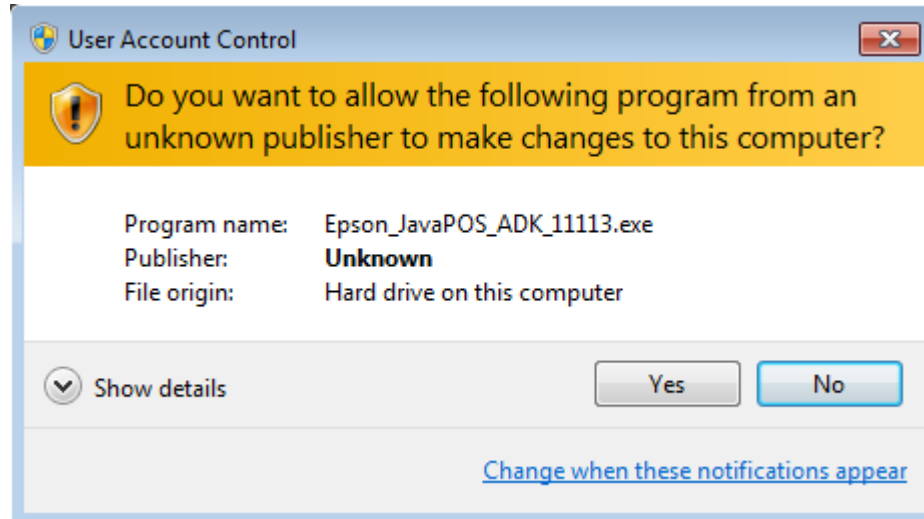 User Account Control
Do you want to allow the following program from an
unknown publisher to make changes to this computer?
Program name: Epson_JavaPOS_ADK_11113.exe
Publisher: Unknown
File origin: Hard drive on this computer
Show details
Yes
No
Change when these notifications appear